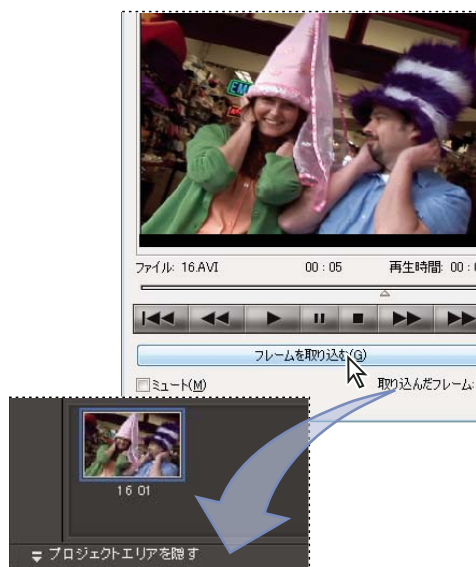 EM
ファイル: 16.AVI 00 : 05 再生時間: 00 :
フレームを取り込む(G)
ミュート(M) 取り込んだフレーム:
16 01
プロジェクトエリアを隠す